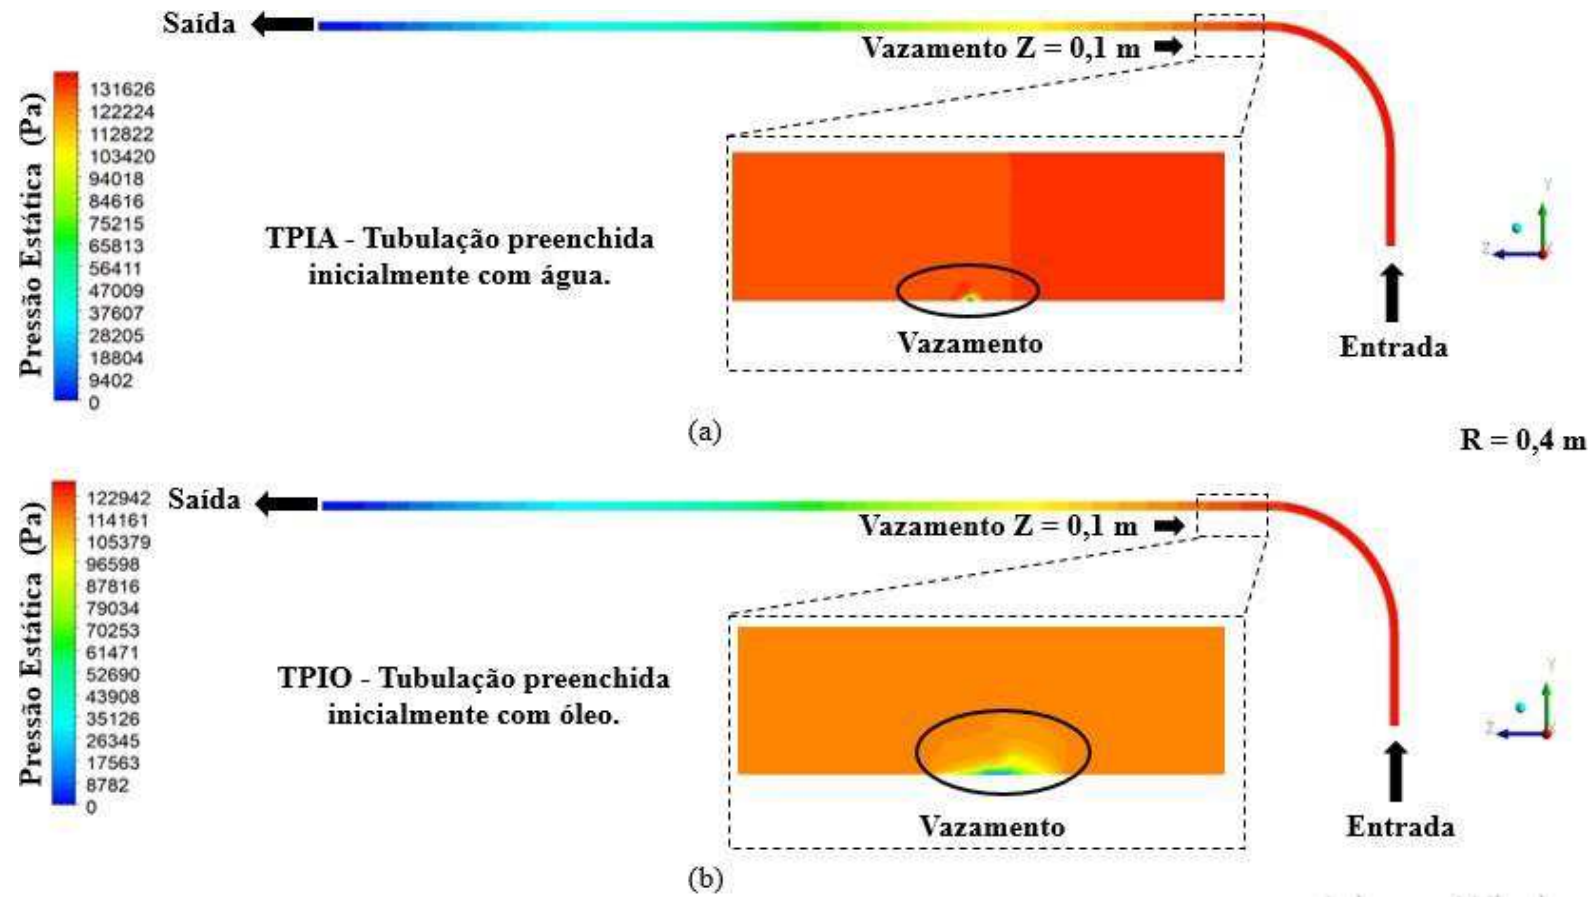 Saída
Vazamento Z = 0,1 m
Pressão Estática (Pa)
131626
122224
112822
103420
94018
84616
75215
65813
56411
47009
37607
28205
18804
9402
0
TPIA - Tubulação preenchida
inicialmente com água.
Vazamento
Entrada
Y
Z
(a)
R = 0,4 m
Saída
Vazamento Z = 0,1 m
Pressão Estática (Pa)
122942
114161
105379
96598
87816
79034
70253
61471
52690
43908
35126
26345
17563
8782
0
TPIO - Tubulação preenchida
inicialmente com óleo.
Vazamento
Entrada
Y
Z
(b)